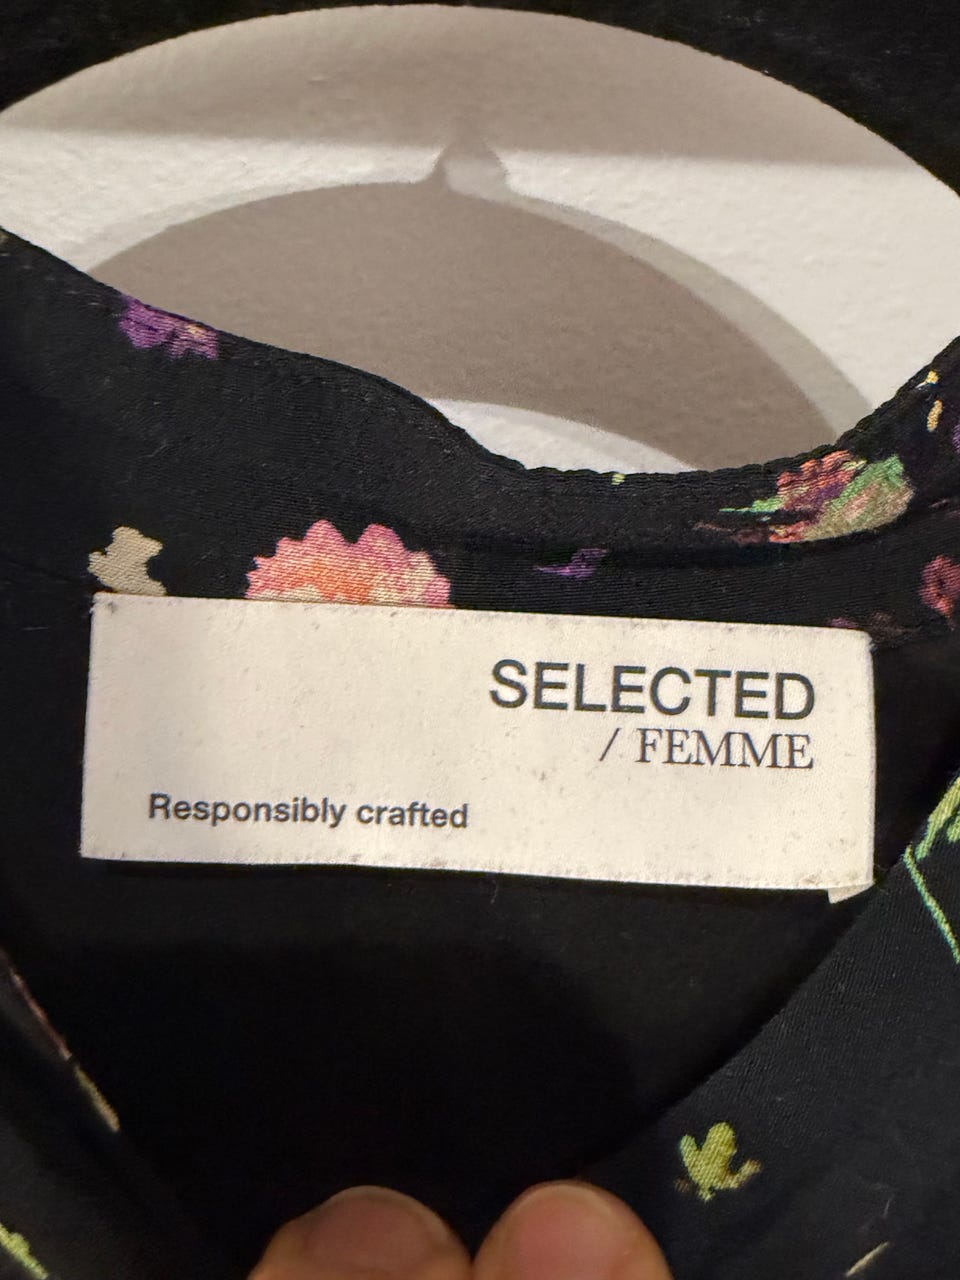 SELECTED
/ FEMME
Responsibly crafted